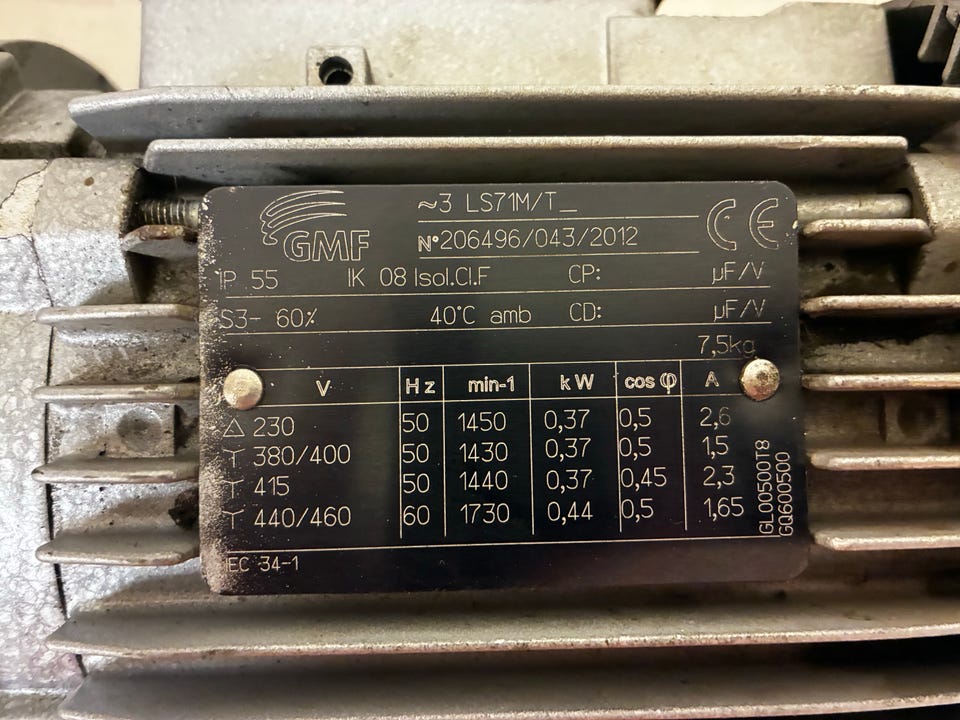 GMF
~3 LS71M/T_
N° 206496/043/2012
CE
IP 55 IK 08 Isol.Cl.F CP: µF/V
S3- 60% 40°C amb CD: µF/V
7,5kg
V Hz min-1 kW cos φ A
△ 230 50 1450 0,37 0,5 2,6
Y 380/400 50 1430 0,37 0,5 1,5
Y 415 50 1440 0,37 0,45 2,3
Y 440/460 60 1730 0,44 0,5 1,65
GL00500T8
GQ600500
IEC 34-1